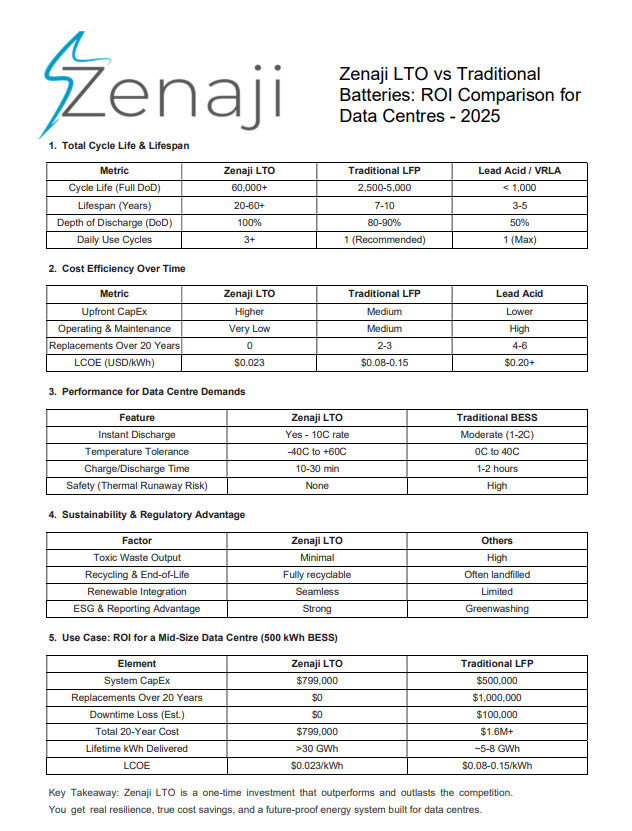 Zenaji
Zenaji LTO vs Traditional
Batteries: ROI Comparison for
Data Centres - 2025
1. Total Cycle Life & Lifespan
Metric Zenaji LTO Traditional LFP Lead Acid / VRLA
Cycle Life (Full DoD) 60,000+ 2,500-5,000 < 1,000
Lifespan (Years) 20-60+ 7-10 3-5
Depth of Discharge (DoD) 100% 80-90% 50%
Daily Use Cycles 3+ 1 (Recommended) 1 (Max)
2. Cost Efficiency Over Time
Metric Zenaji LTO Traditional LFP Lead Acid
Upfront CapEx Higher Medium Lower
Operating & Maintenance Very Low Medium High
Replacements Over 20 Years 0 2-3 4-6
LCOE (USD/kWh) $0.023 $0.08-0.15 $0.20+
3. Performance for Data Centre Demands
Feature Zenaji LTO Traditional BESS
Instant Discharge Yes - 10C rate Moderate (1-2C)
Temperature Tolerance -40C to +60C 0C to 40C
Charge/Discharge Time 10-30 min 1-2 hours
Safety (Thermal Runaway Risk) None High
4. Sustainability & Regulatory Advantage
Factor Zenaji LTO Others
Toxic Waste Output Minimal High
Recycling & End-of-Life Fully recyclable Often landfilled
Renewable Integration Seamless Limited
ESG & Reporting Advantage Strong Greenwashing
5. Use Case: ROI for a Mid-Size Data Centre (500 kWh BESS)
Element Zenaji LTO Traditional LFP
System CapEx $799,000 $500,000
Replacements Over 20 Years $0 $1,000,000
Downtime Loss (Est.) $0 $100,000
Total 20-Year Cost $799,000 $1.6M+
Lifetime kWh Delivered >30 GWh ~5-8 GWh
LCOE $0.023/kWh $0.08-0.15/kWh
Key Takeaway: Zenaji LTO is a one-time investment that outperforms and outlasts the competition.
You get real resilience, true cost savings, and a future-proof energy system built for data centres.